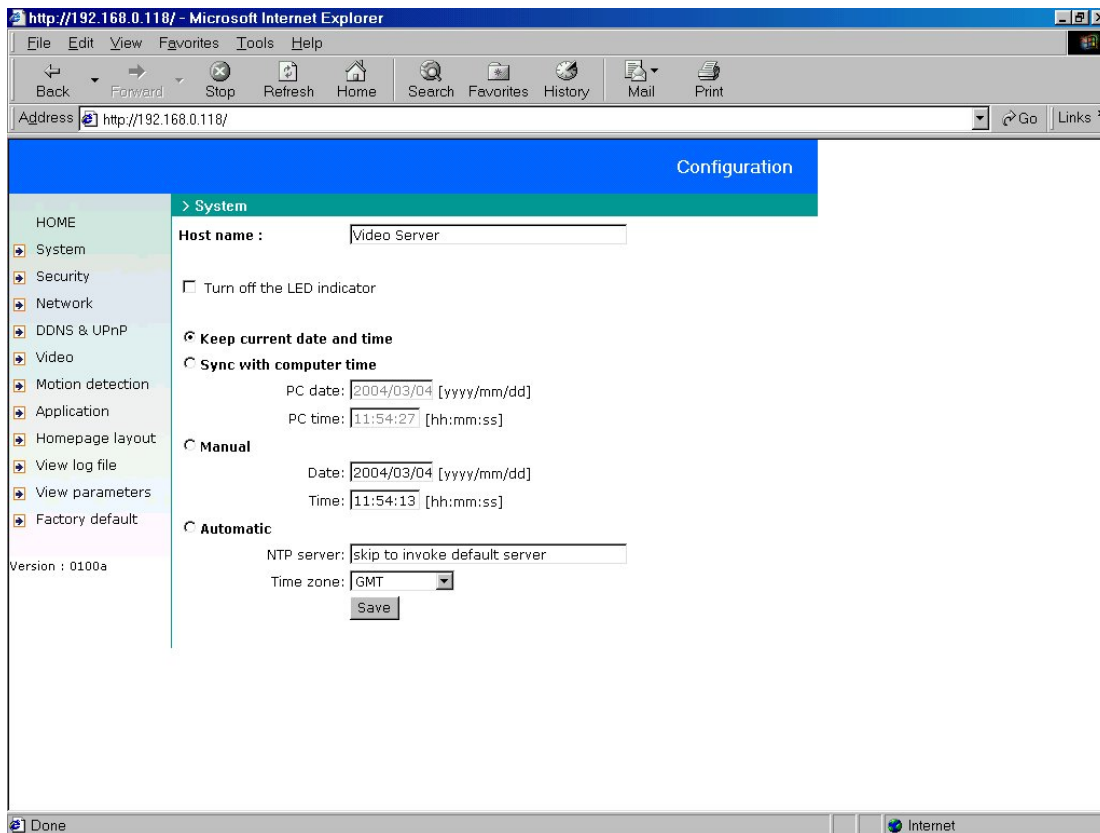 http://192.168.0.118/ - Microsoft Internet Explorer
File Edit View Favorites Tools Help
Back Forward Stop Refresh Home Search Favorites History Mail Print
Address http://192.168.0.118/ Go Links
Configuration
HOME
System
Security
Network
DDNS & UPnP
Video
Motion detection
Application
Homepage layout
View log file
View parameters
Factory default
Version : 0100a
> System
Host name : Video Server
Turn off the LED indicator
Keep current date and time
Sync with computer time
PC date: 2004/03/04 [yyyy/mm/dd]
PC time: 11:54:27 [hh:mm:ss]
Manual
Date: 2004/03/04 [yyyy/mm/dd]
Time: 11:54:13 [hh:mm:ss]
Automatic
NTP server: skip to invoke default server
Time zone: GMT
Save
Done Internet